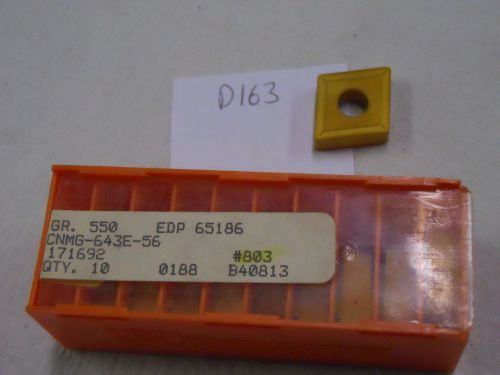 D163
GR. 550 EDP 65186
CNMG-643E-56
171692 #803
QTY. 10 0188 B40813